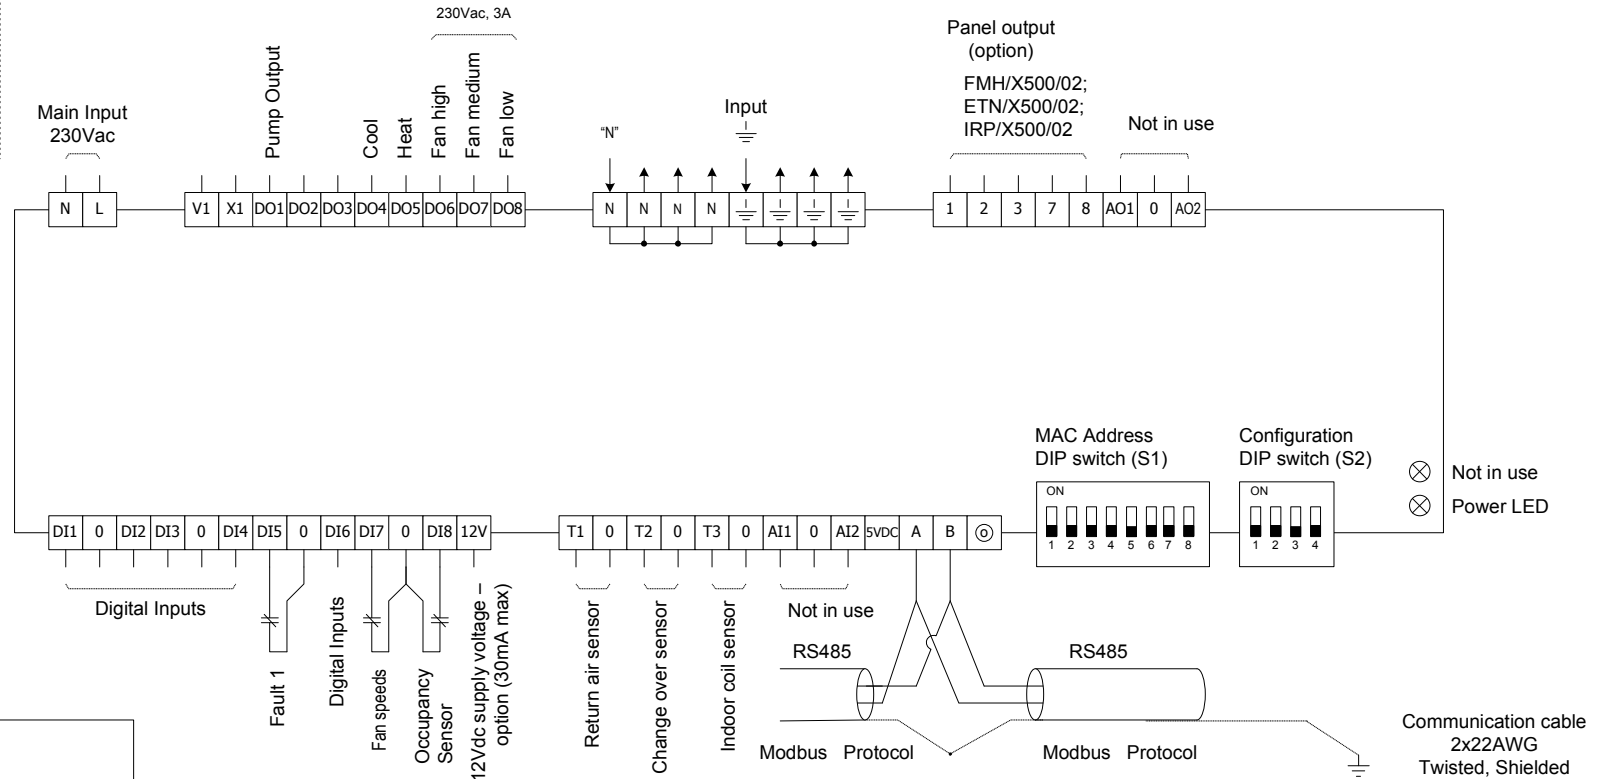 230Vac, 3A
Main Input
230Vac
Pump Output
Cool
Heat
Fan high
Fan medium
Fan low
“N”
Input
Panel output
(option)
FMH/X500/02;
ETN/X500/02;
IRP/X500/02
Not in use
N L
V1 X1 DO1 DO2 DO3 DO4 DO5 DO6 DO7 DO8
N N N N
1 2 3 7 8 AO1 0 AO2
MAC Address
DIP switch (S1)
ON
1 2 3 4 5 6 7 8
Configuration
DIP switch (S2)
ON
1 2 3 4
Not in use
Power LED
DI1 0 DI2 DI3 0 DI4 DI5 0 DI6 DI7 0 DI8 12V
T1 0 T2 0 T3 0 AI1 0 AI2 5VDC A B
Digital Inputs
Fault 1
Digital Inputs
Fan speeds
Occupancy
Sensor
12Vdc supply voltage –
option (30mA max)
Return air sensor
Change over sensor
Indoor coil sensor
Not in use
RS485
RS485
Modbus Protocol
Modbus Protocol
Communication cable
2x22AWG
Twisted, Shielded